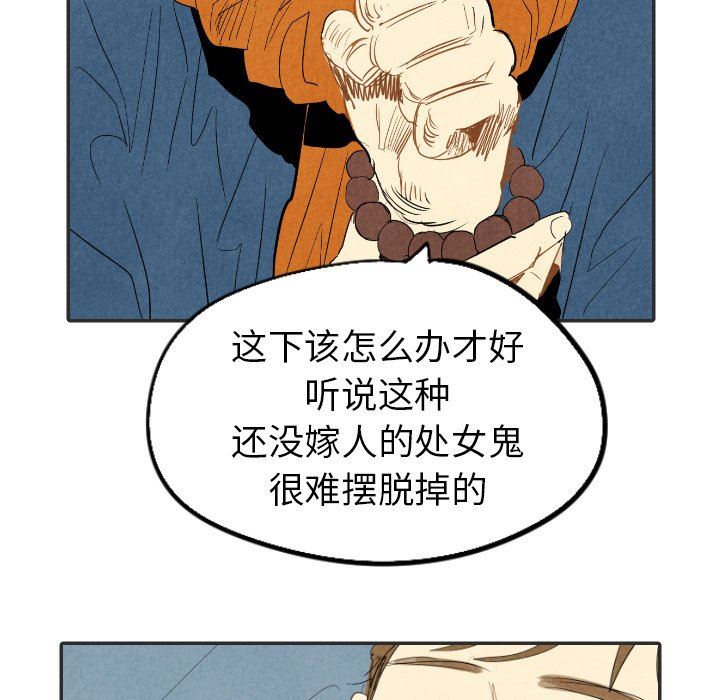 这下该怎么办才好
听说这种
还没嫁人的处女鬼
很难摆脱掉的